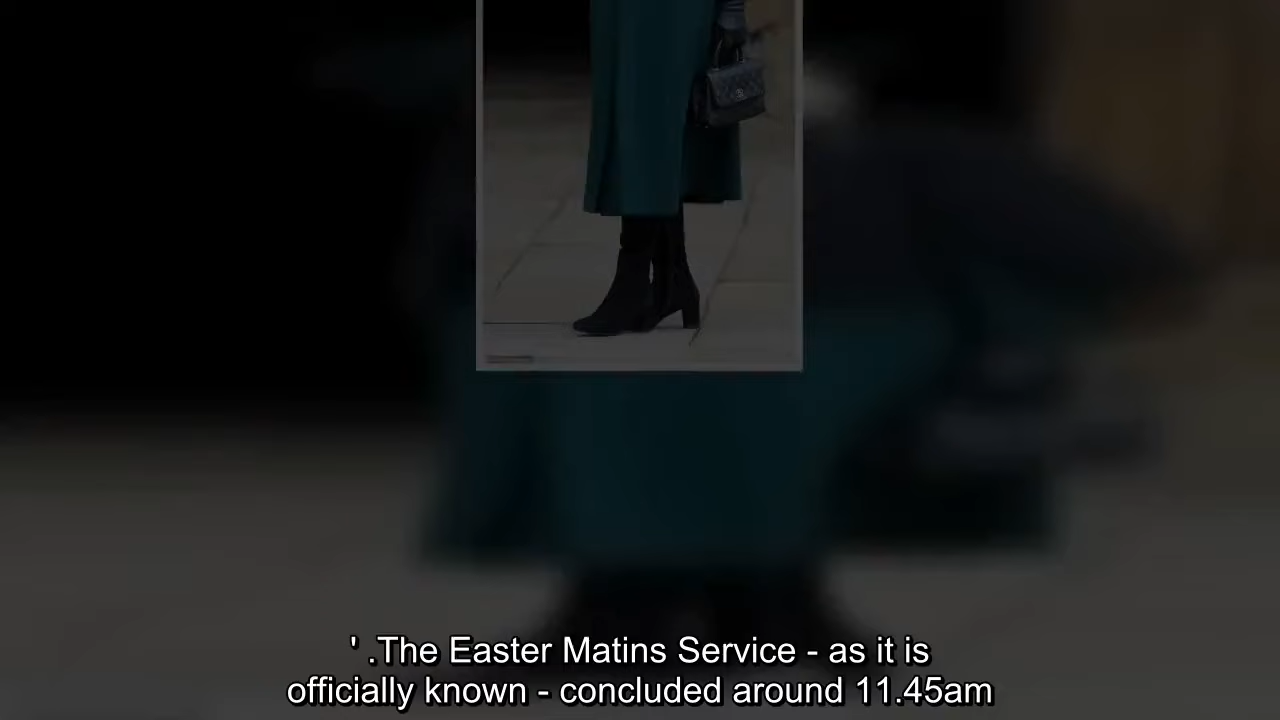 ' .The Easter Matins Service - as it is
officially known - concluded around 11.45am